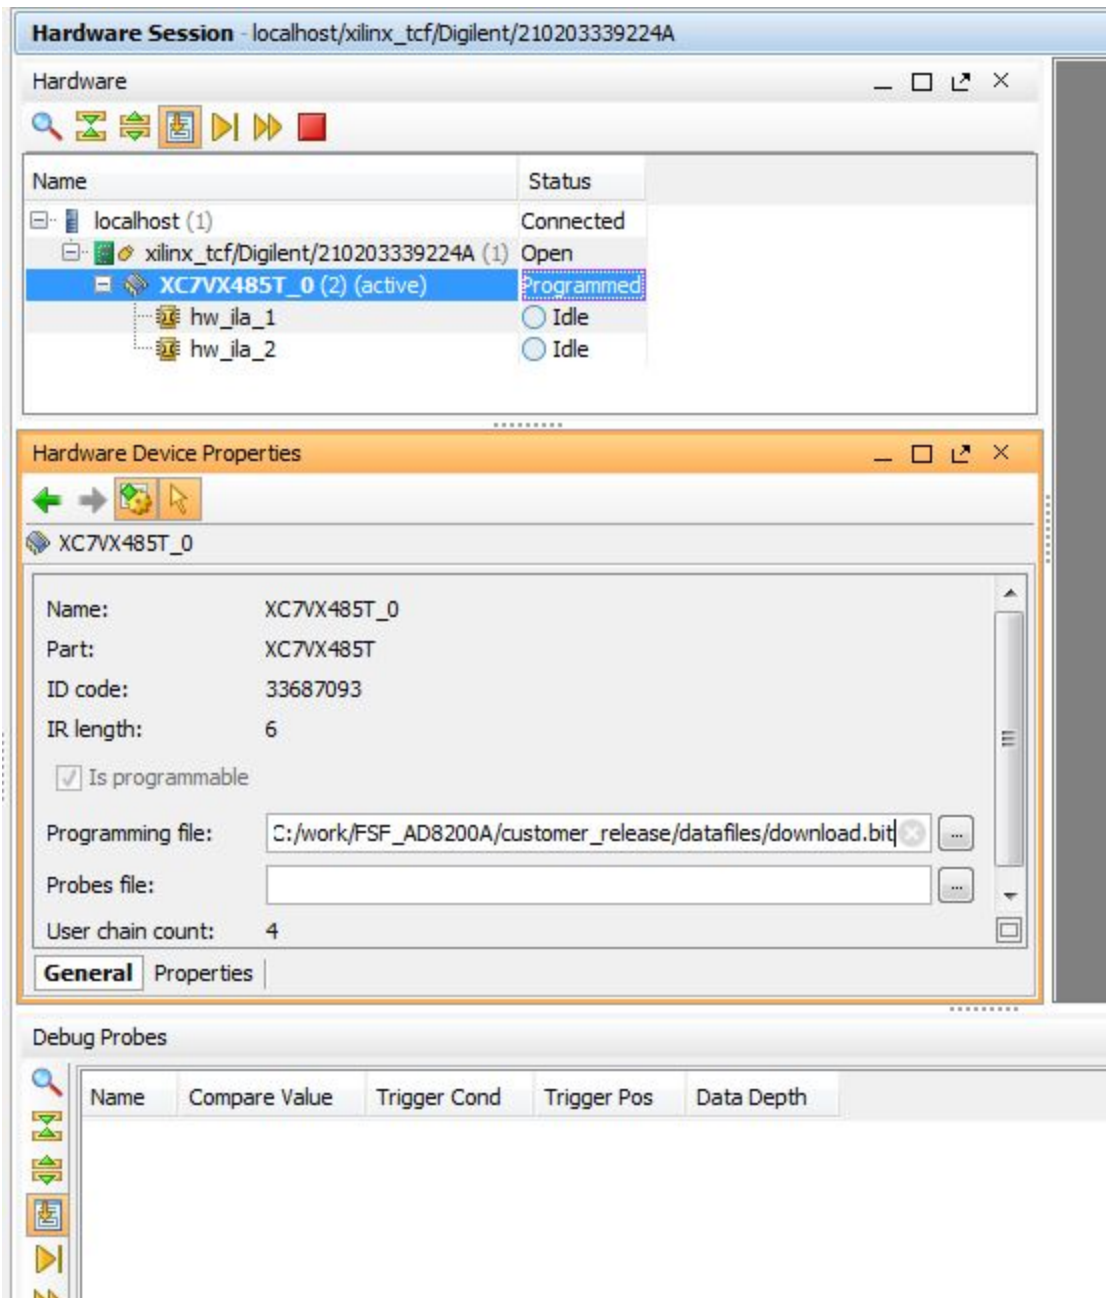 Hardware Session - localhost/xilinx_tcf/Digilent/210203339224A
Hardware
Name Status
localhost (1) Connected
xilinx_tcf/Digilent/210203339224A (1) Open
XC7VX485T_0 (2) (active) Programmed
hw_ila_1 Idle
hw_ila_2 Idle
Hardware Device Properties
XC7VX485T_0
Name: XC7VX485T_0
Part: XC7VX485T
ID code: 33687093
IR length: 6
Is programmable
Programming file: C:/work/FSF_AD8200A/customer_release/datafiles/download.bit ...
Probes file: ...
User chain count: 4
General Properties
Debug Probes
Name Compare Value Trigger Cond Trigger Pos Data Depth